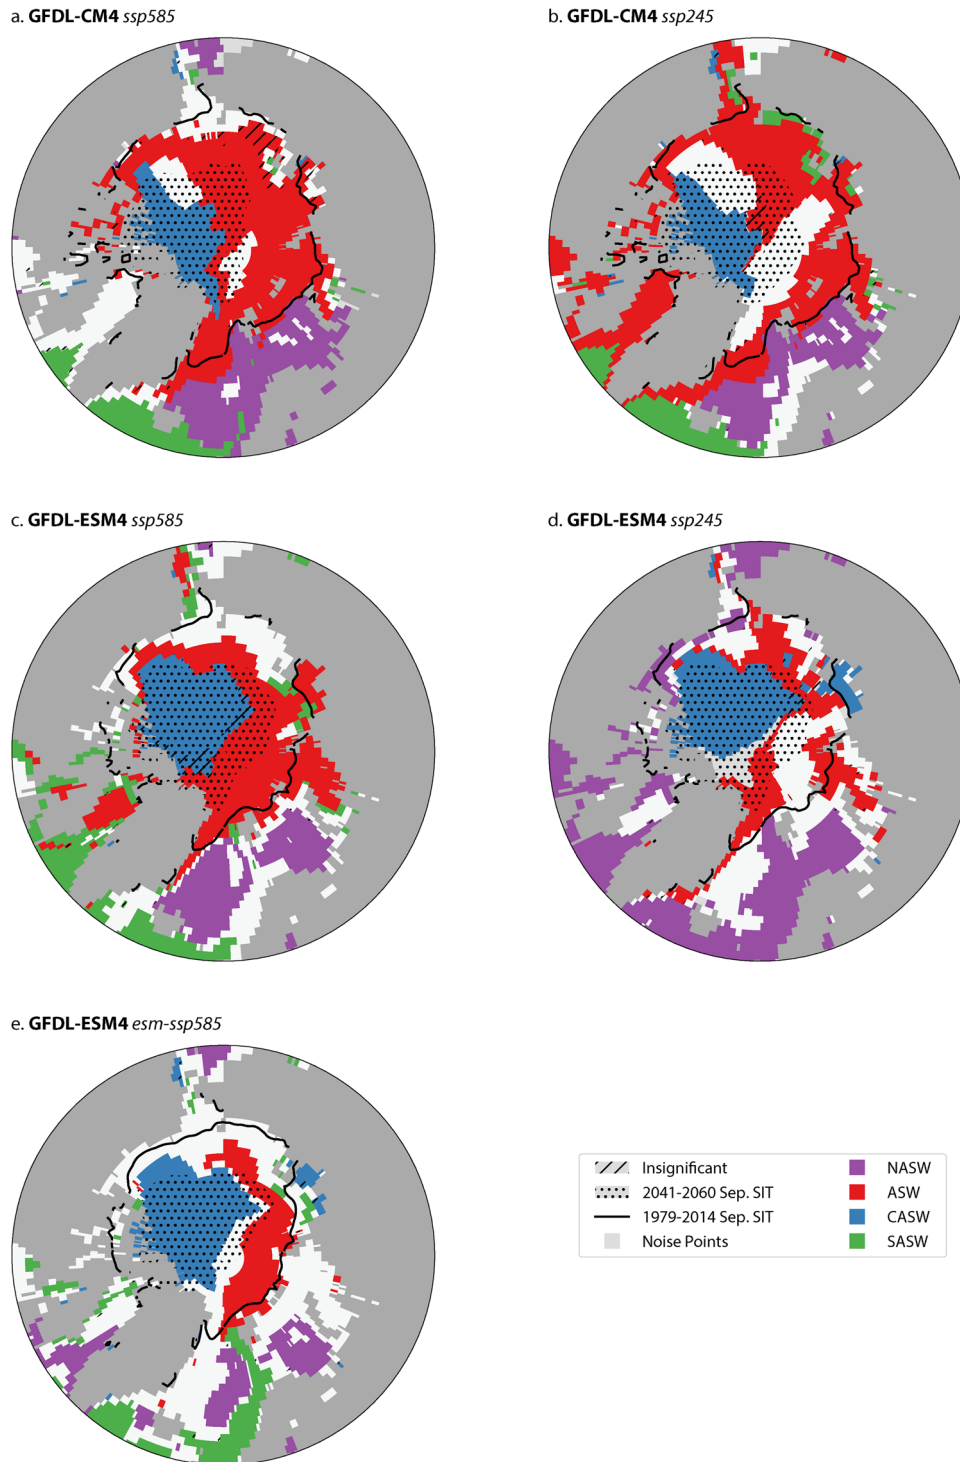 a. GFDL-CM4 ssp585
b. GFDL-CM4 ssp245
c. GFDL-ESM4 ssp585
d. GFDL-ESM4 ssp245
e. GFDL-ESM4 esm-ssp585
Insignificant
2041-2060 Sep. SIT
1979-2014 Sep. SIT
Noise Points
NASW
ASW
CASW
SASW